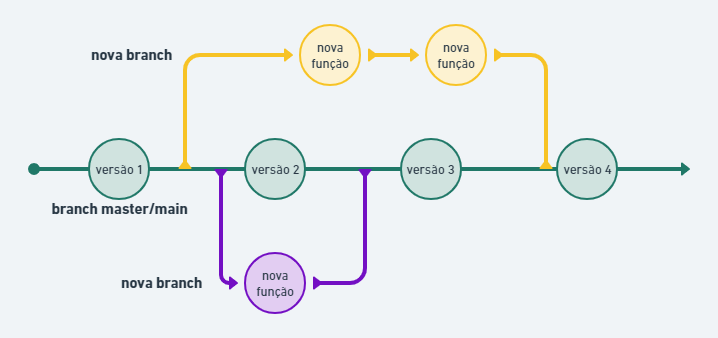 nova branch
nova
função
nova
função
versão 1
versão 2
versão 3
versão 4
branch master/main
nova branch
nova
função